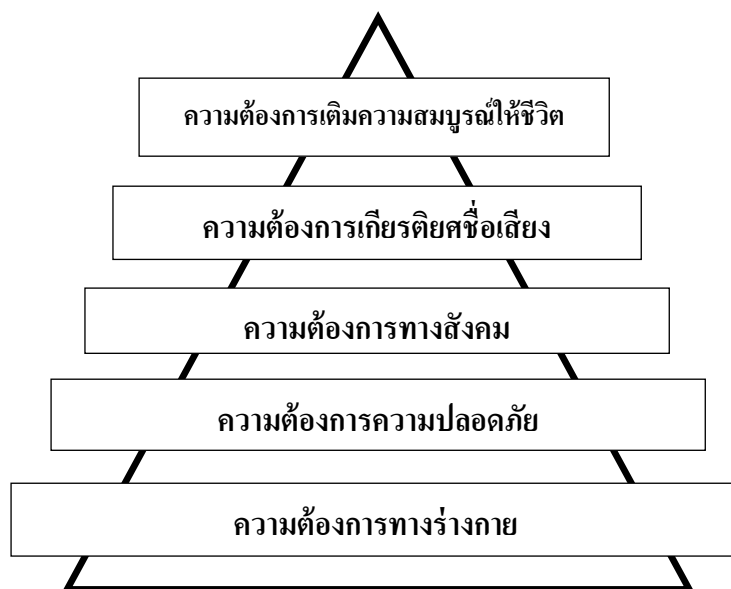 ความต้องการเติมความสมบูรณ์ให้ชีวิต
ความต้องการเกียรติยศชื่อเสียง
ความต้องการทางสังคม
ความต้องการความปลอดภัย
ความต้องการทางร่างกาย